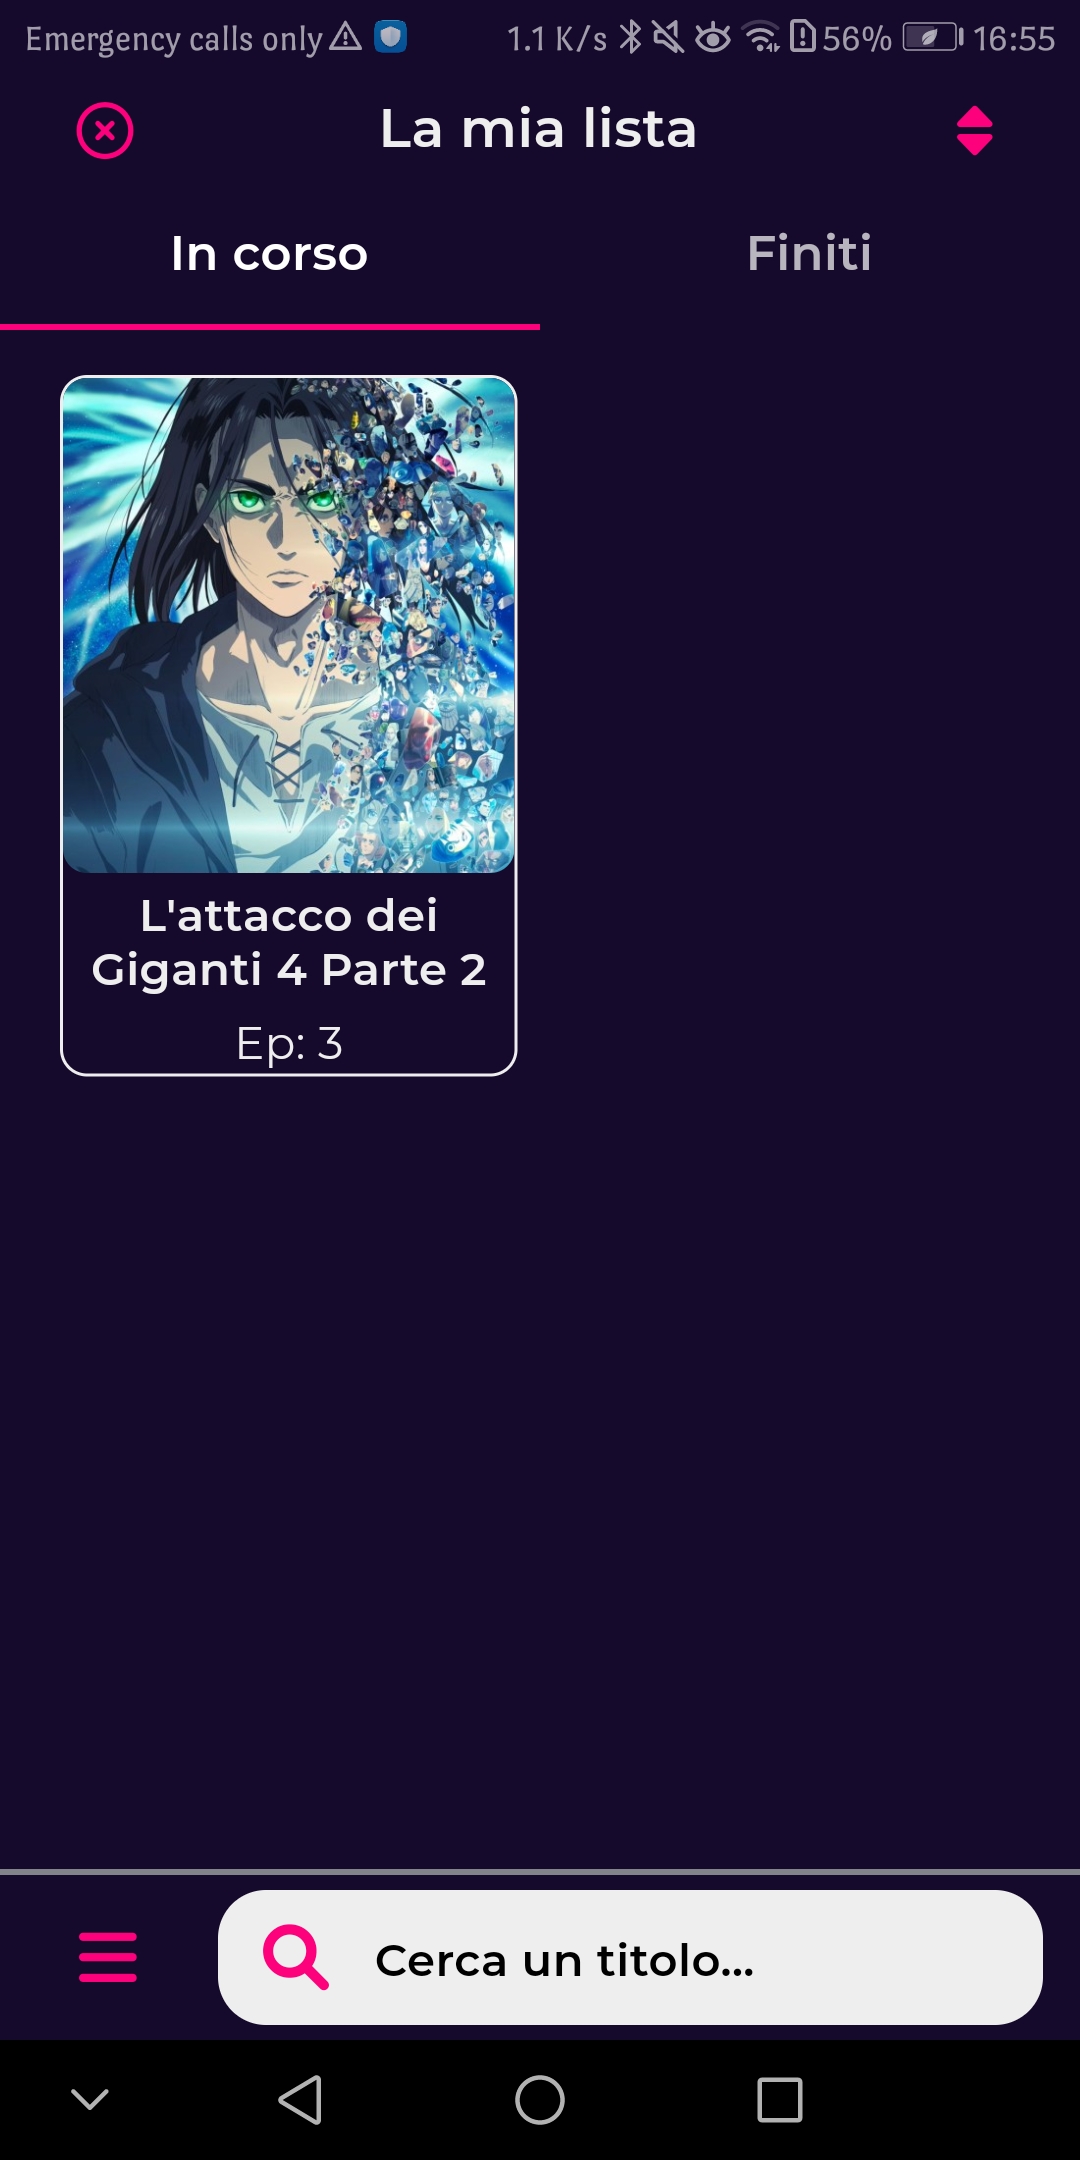 Emergency calls only 1.1 K/s 56% 16:55
La mia lista
In corso Finiti
L'attacco dei
Giganti 4 Parte 2
Ep: 3
Cerca un titolo...